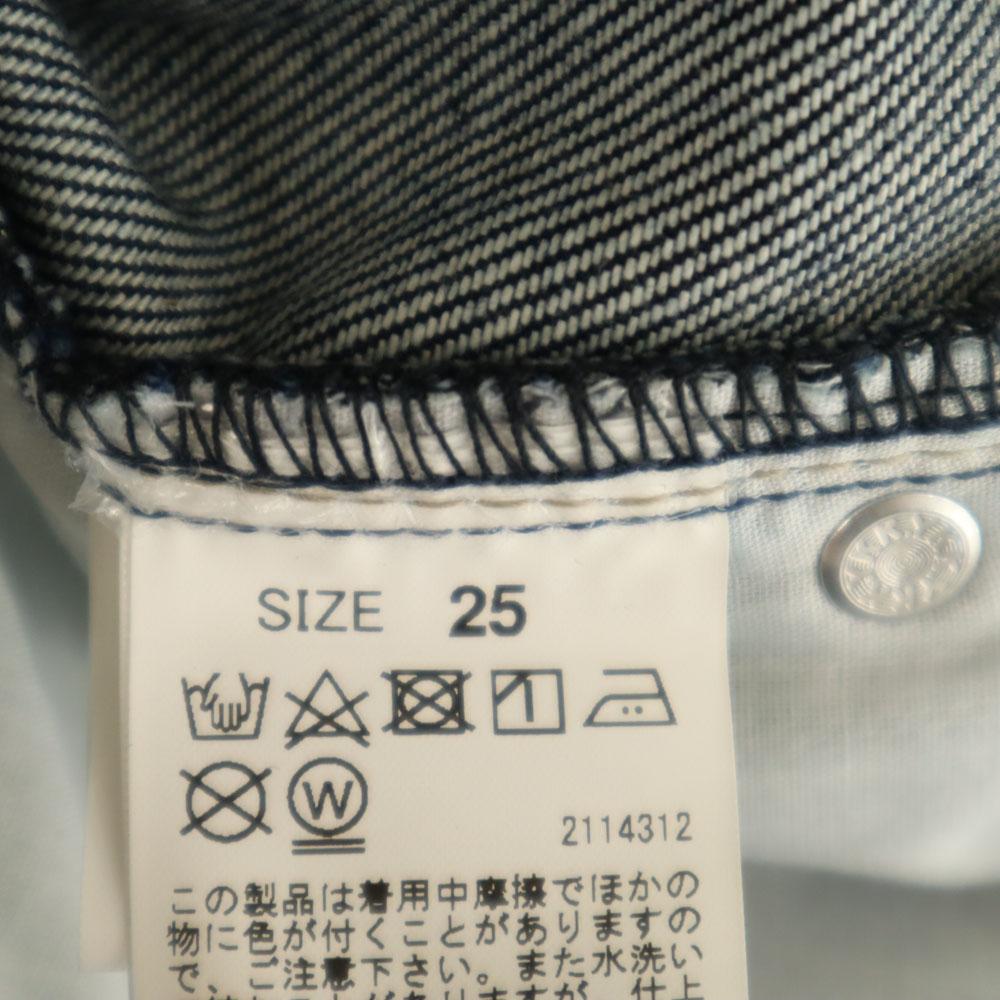 SIZE 25
W
2114312
この製品は着用中摩擦でほかの
物に色が付くことがあります の
で、ご注意下さい。また水洗い